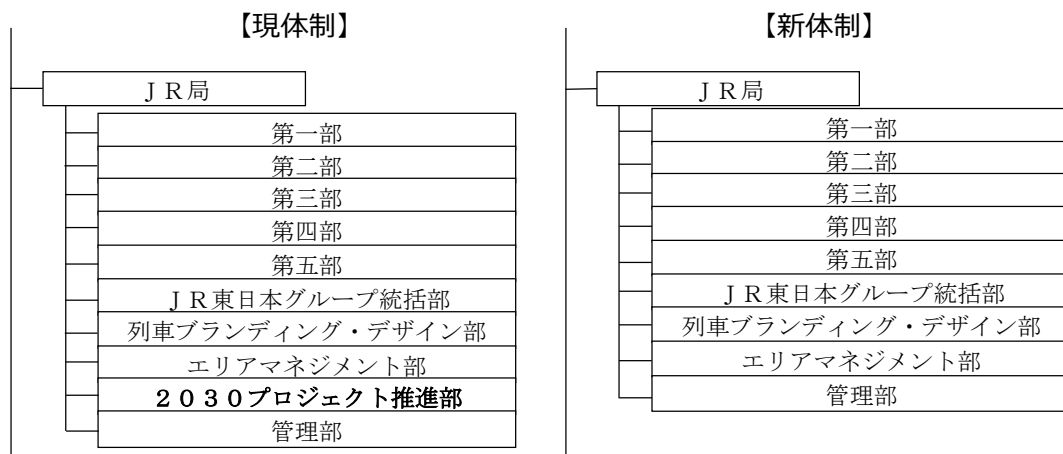 【現体制】
ＪＲ局
第一部
第二部
第三部
第四部
第五部
ＪＲ東日本グループ統括部
列車ブランディング・デザイン部
エリアマネジメント部
２０３０プロジェクト推進部
管理部
【新体制】
ＪＲ局
第一部
第二部
第三部
第四部
第五部
ＪＲ東日本グループ統括部
列車ブランディング・デザイン部
エリアマネジメント部
管理部